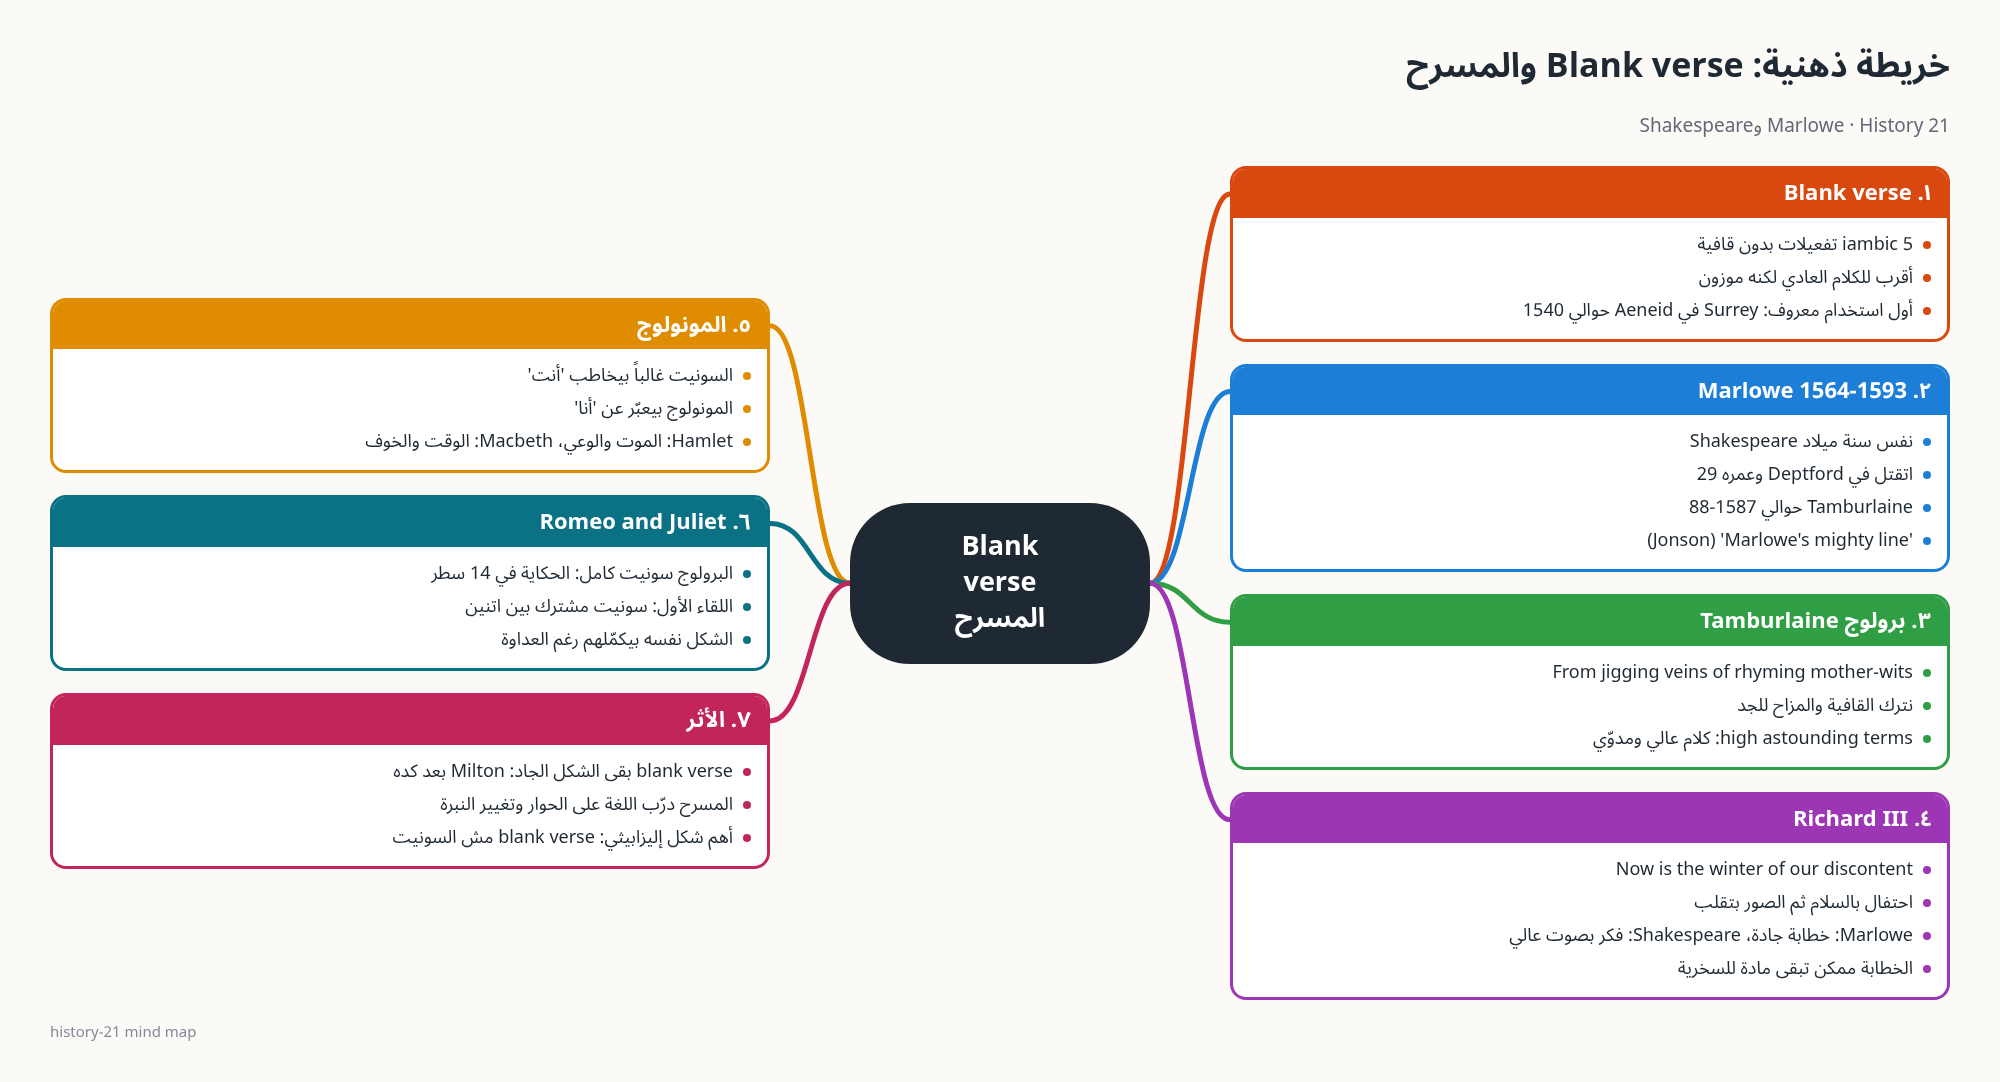 خريطة ذهنية: Blank verse والمسرح
Marlowe · History 21 وShakespeare
١. Blank verse
iambic 5 تفعيلات بدون قافية
أقرب للكلام العادي لكنه موزون
أول استخدام معروف: Surrey في Aeneid حوالي 1540
٢. Marlowe 1564-1593
نفس سنة ميلاد Shakespeare
اتقتل في Deptford وعمره 29
Tamburlaine حوالي 1587-88
'Marlowe's mighty line' (Jonson)
٣. برولوج Tamburlaine
From jigging veins of rhyming mother-wits
نترك القافية والمزاح للجد
high astounding terms: كلام عالي ومدوّي
٤. Richard III
Now is the winter of our discontent
احتفال بالسلام ثم الصور بتقلب
Marlowe: خطابة جادة، Shakespeare: فكر بصوت عالي
الخطابة ممكن تبقى مادة للسخرية
Blank
verse
المسرح
٥. المونولوج
السونيت غالباً بيخاطب 'أنت'
المونولوج بيعبّر عن 'أنا'
Hamlet: الموت والوعي، Macbeth: الوقت والخوف
٦. Romeo and Juliet
البرولوج سونيت كامل: الحكاية في 14 سطر
اللقاء الأول: سونيت مشترك بين اتنين
الشكل نفسه بيكمّلهم رغم العداوة
٧. الأثر
blank verse بقى الشكل الجاد: Milton بعد كده
المسرح درّب اللغة على الحوار وتغيير النبرة
أهم شكل إليزابيثي: blank verse مش السونيت
history-21 mind map